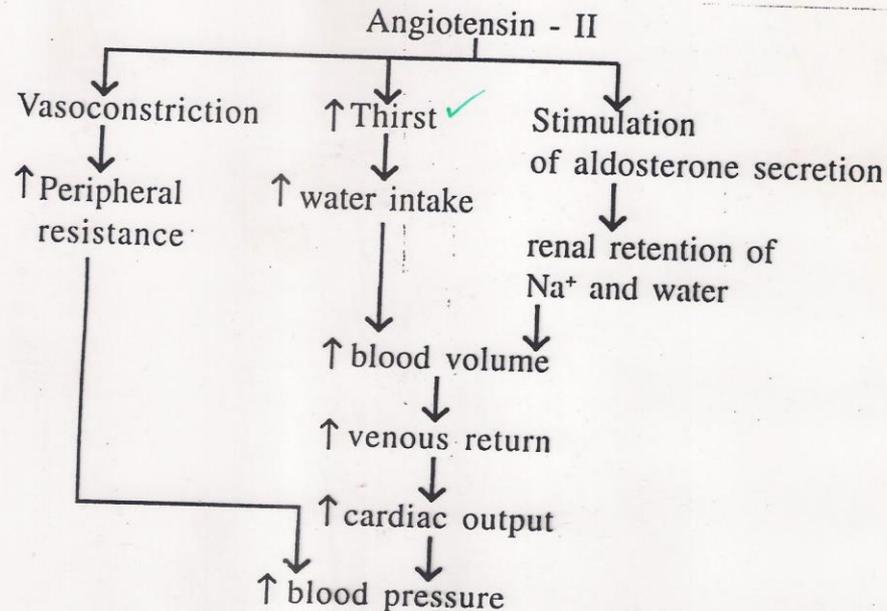 Angiotensin - II
Vasoconstriction
↑ Peripheral
resistance
↑ Thirst ✓
↑ water intake
Stimulation
of aldosterone secretion
renal retention of
Na⁺ and water
↑ blood volume
↑ venous return
↑ cardiac output
↑ blood pressure